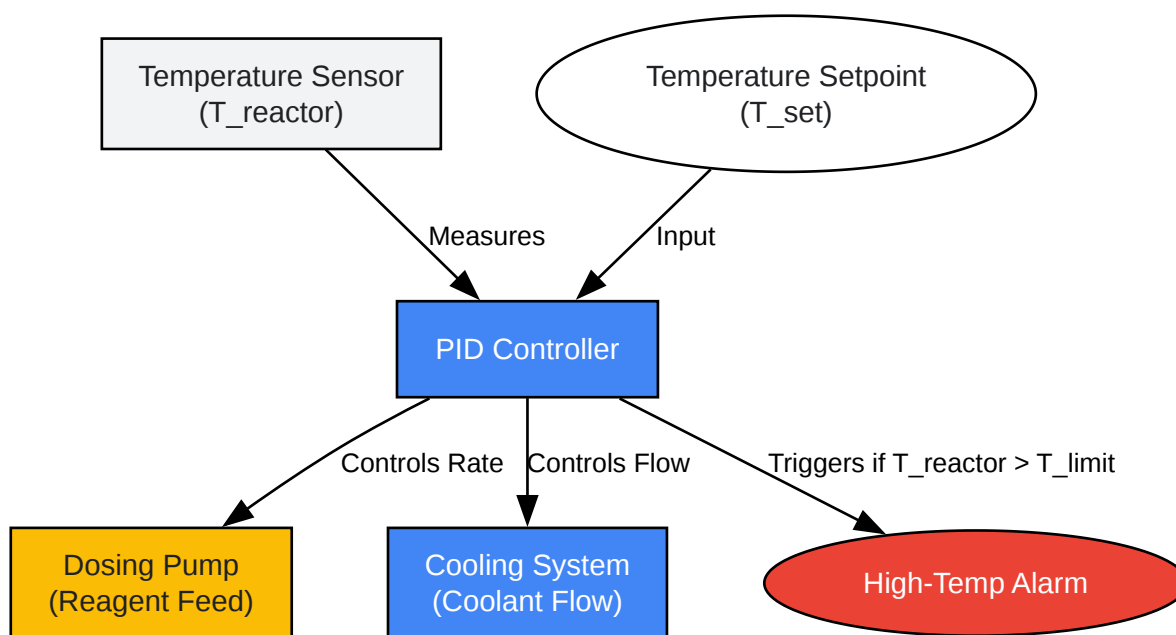 Temperature Sensor
(T_reactor)
Temperature Setpoint
(T_set)
Measures
Input
PID Controller
Controls Rate
Controls Flow
Triggers if T_reactor > T_limit
Dosing Pump
(Reagent Feed)
Cooling System
(Coolant Flow)
High-Temp Alarm